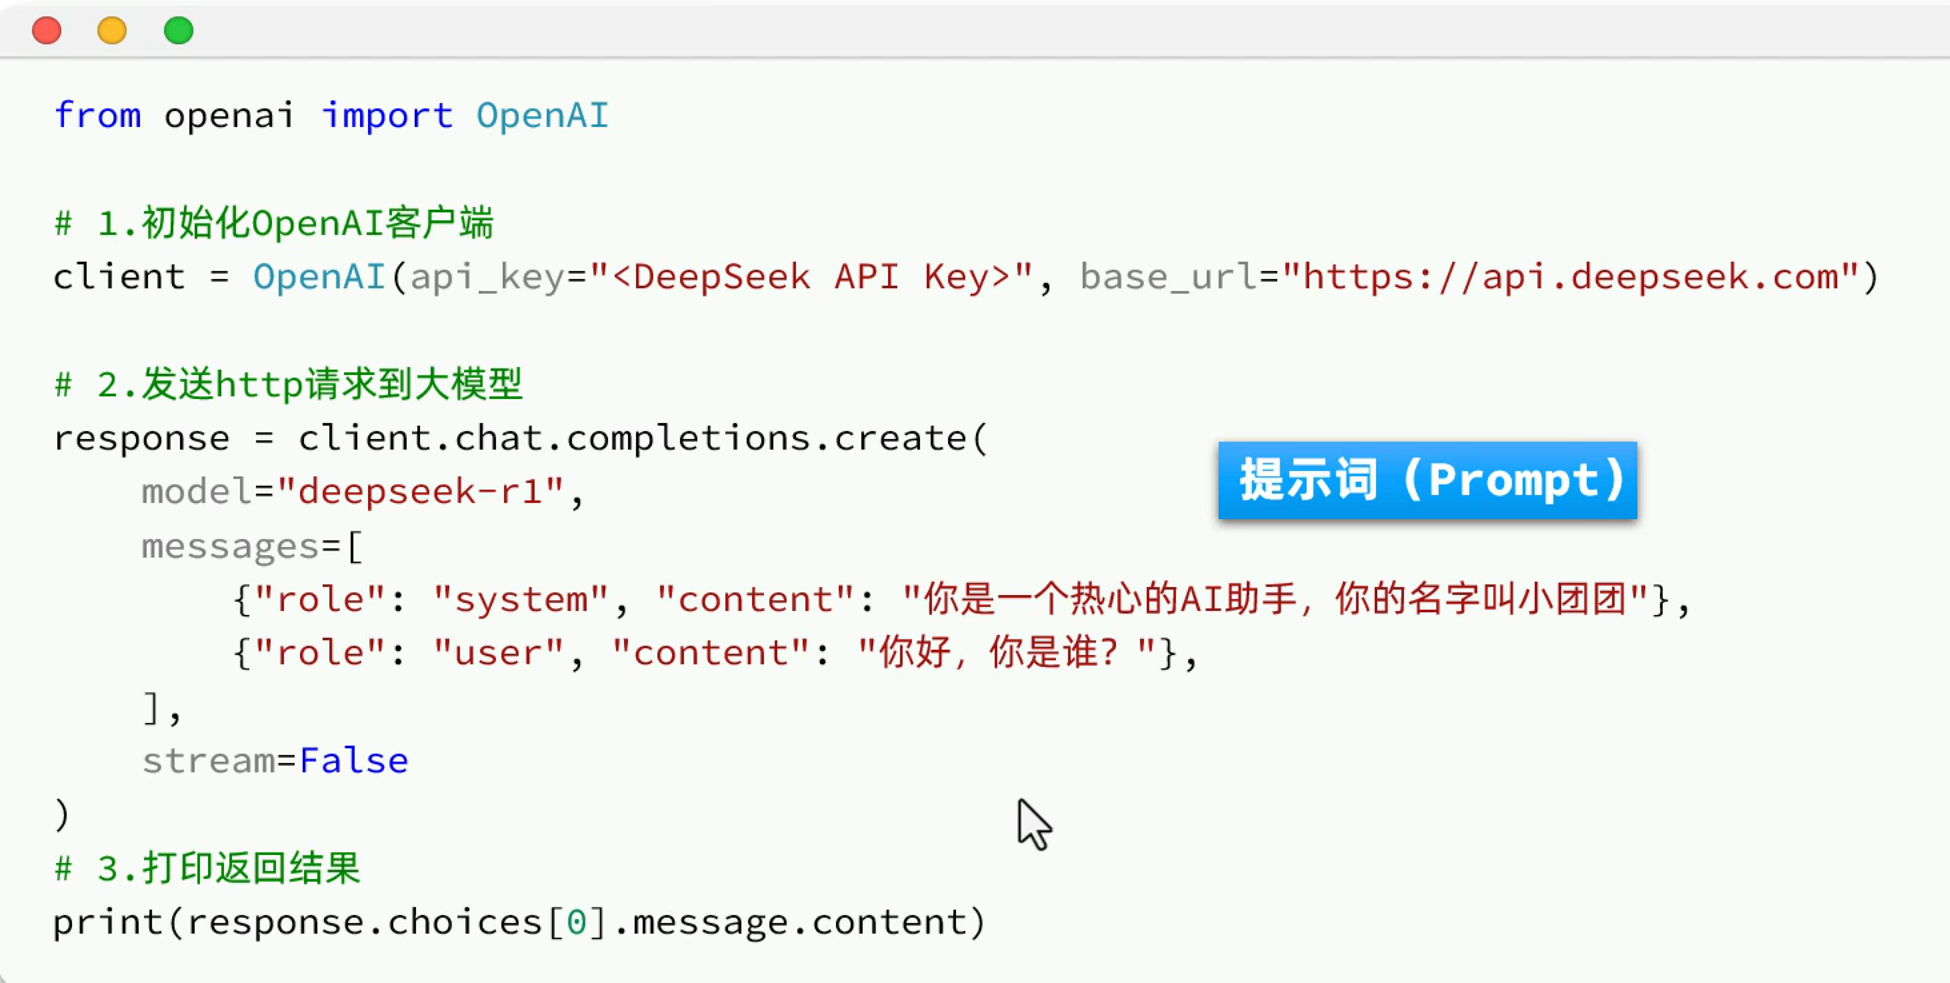 from openai import OpenAI
# 1.初始化OpenAI客户端
client = OpenAI(api_key="<DeepSeek API Key>", base_url="https://api.deepseek.com")
# 2.发送http请求到大模型
response = client.chat.completions.create(
    model="deepseek-r1",
提示词（Prompt）
    messages=[
        {"role": "system", "content": "你是一个热心的AI助手，你的名字叫小团团"},
        {"role": "user", "content": "你好，你是谁？"},
    ],
    stream=False
)
# 3.打印返回结果
print(response.choices[0].message.content)